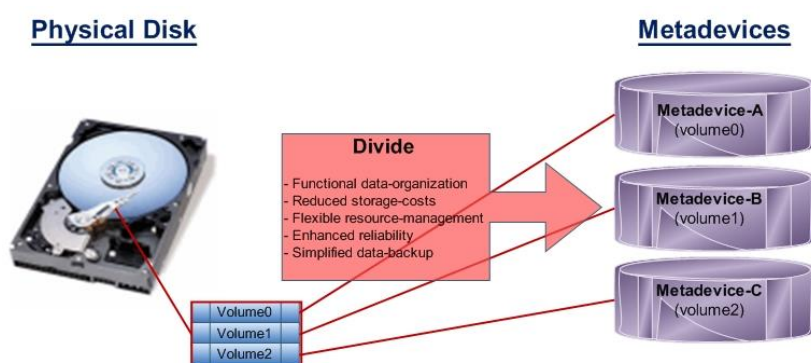 Physical Disk
Metadevices
Divide
- Functional data-organization
- Reduced storage-costs
- Flexible resource-management
- Enhanced reliability
- Simplified data-backup
Metadevice-A
(volume0)
Metadevice-B
(volume1)
Metadevice-C
(volume2)
Volume0
Volume1
Volume2